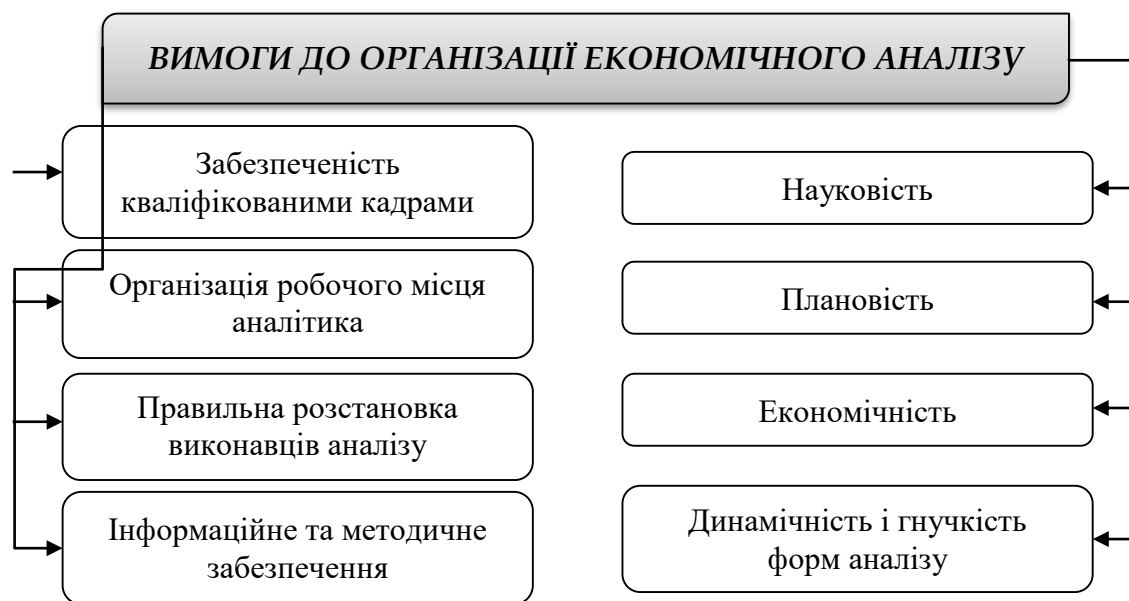 ВИМОГИ ДО ОРГАНІЗАЦІЇ ЕКОНОМІЧНОГО АНАЛІЗУ
Забезпеченість
кваліфікованими кадрами
Організація робочого місця
аналітика
Правильна розстановка
виконавців аналізу
Інформаційне та методичне
забезпечення
Науковість
Плановість
Економічність
Динамічність і гнучкість
форм аналізу